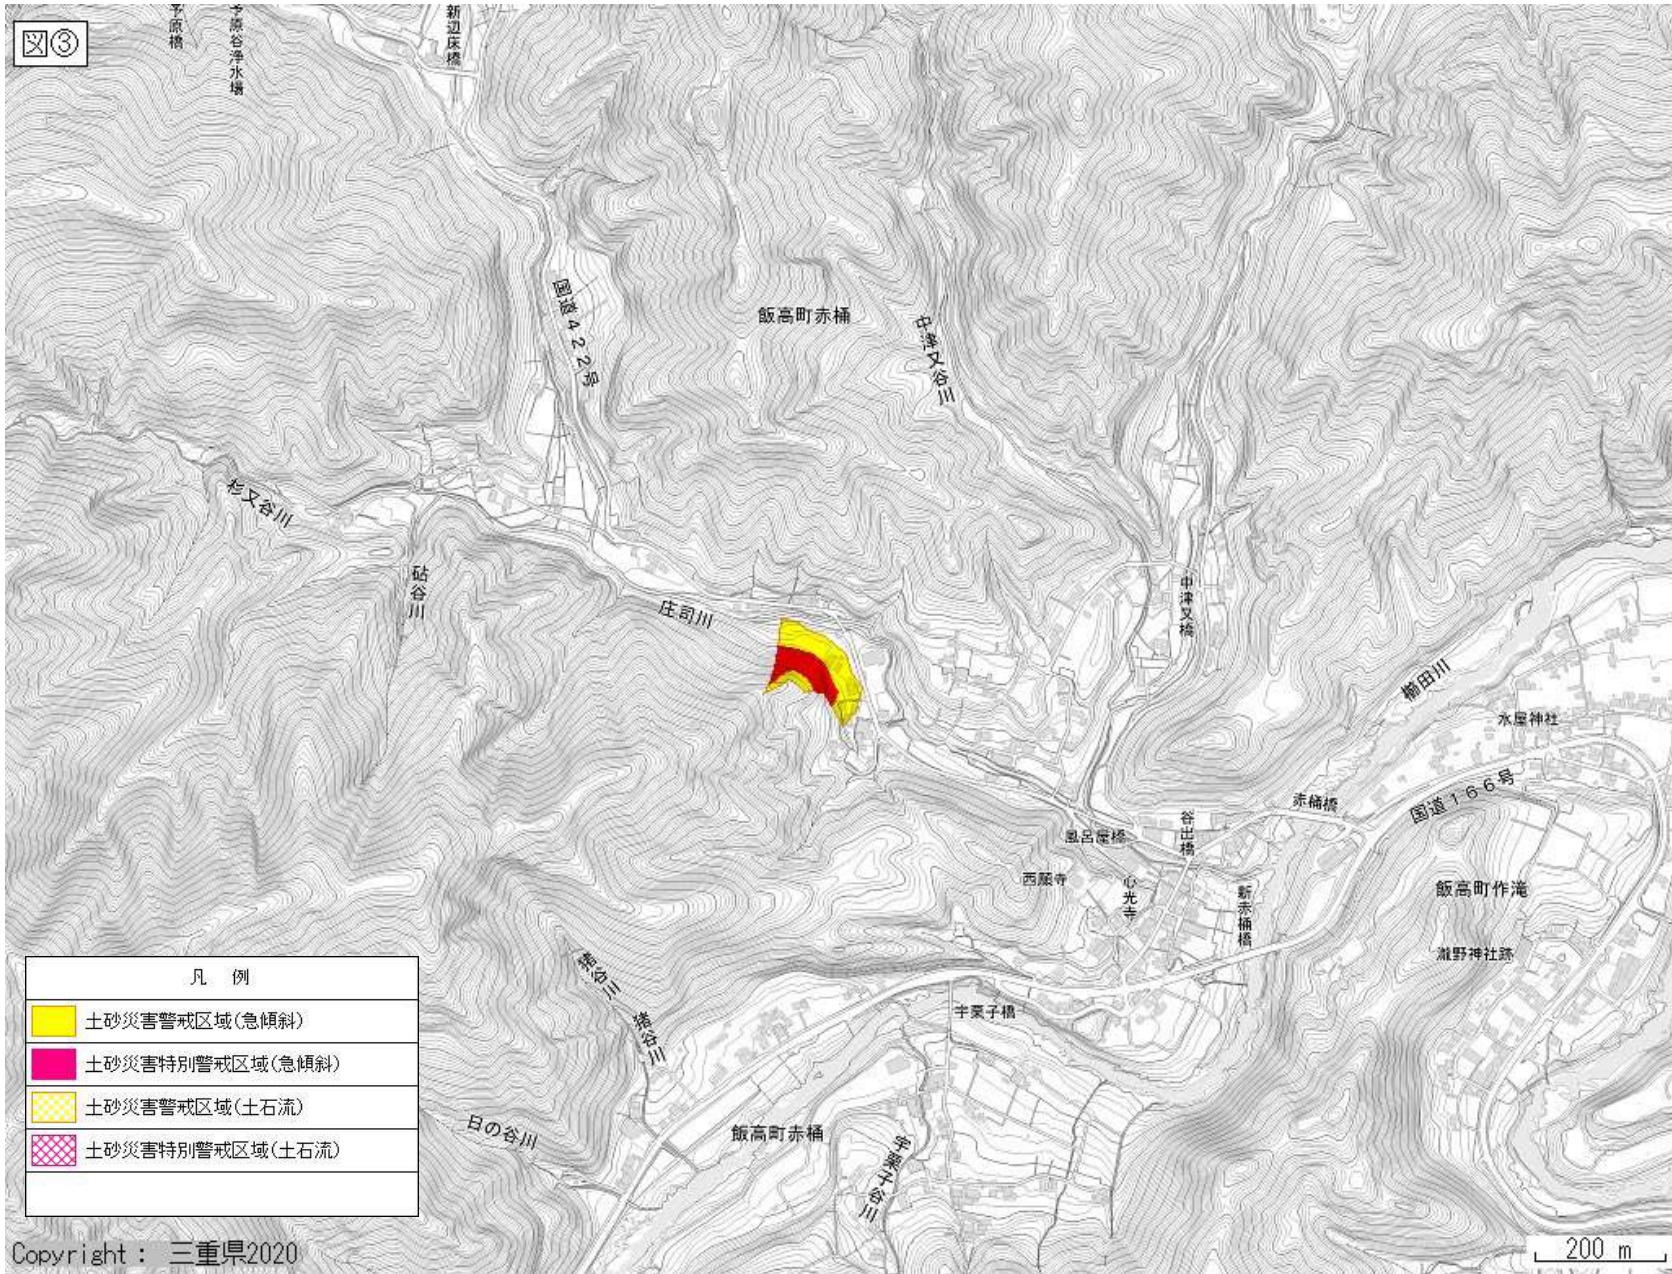 図③
予原橋
予原谷浄水場
新辺床橋
国道422号
飯高町赤桶
中津又谷川
杉又谷川
砧谷川
庄司川
中津又橋
櫛田川
水屋神社
赤桶橋
国道166号
谷出橋
風呂屋橋
西願寺
心光寺
新赤桶橋
飯高町作滝
瀧野神社跡
猪谷川
猪谷川
宇栗子橋
日の谷川
飯高町赤桶
宇栗子谷川
凡 例
土砂災害警戒区域(急傾斜)
土砂災害特別警戒区域(急傾斜)
土砂災害警戒区域(土石流)
土砂災害特別警戒区域(土石流)
Copyright : 三重県2020
200 m